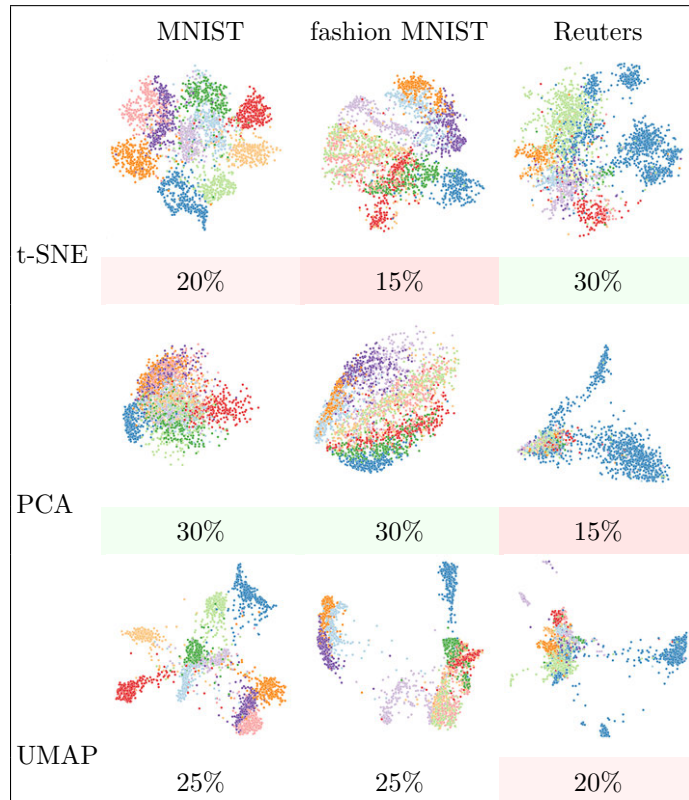 MNIST fashion MNIST Reuters
t-SNE
20% 15% 30%
PCA
30% 30% 15%
UMAP
25% 25% 20%